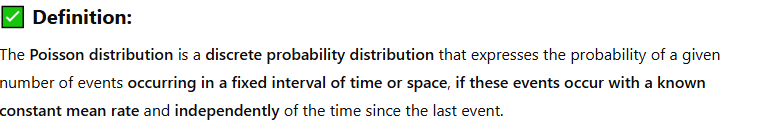 ✅ Definition:
The Poisson distribution is a discrete probability distribution that expresses the probability of a given
number of events occurring in a fixed interval of time or space, if these events occur with a known
constant mean rate and independently of the time since the last event.